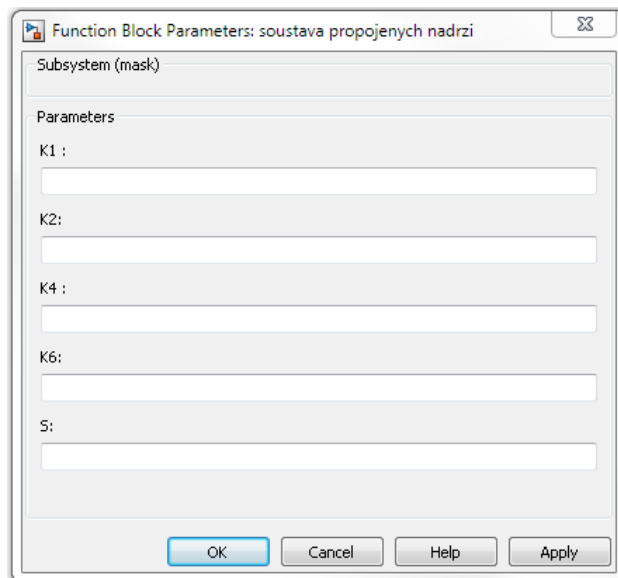 Function Block Parameters: soustava propojenych nadrzi
Subsystem (mask)
Parameters
K1 :
K2:
K4 :
K6:
S:
OK Cancel Help Apply